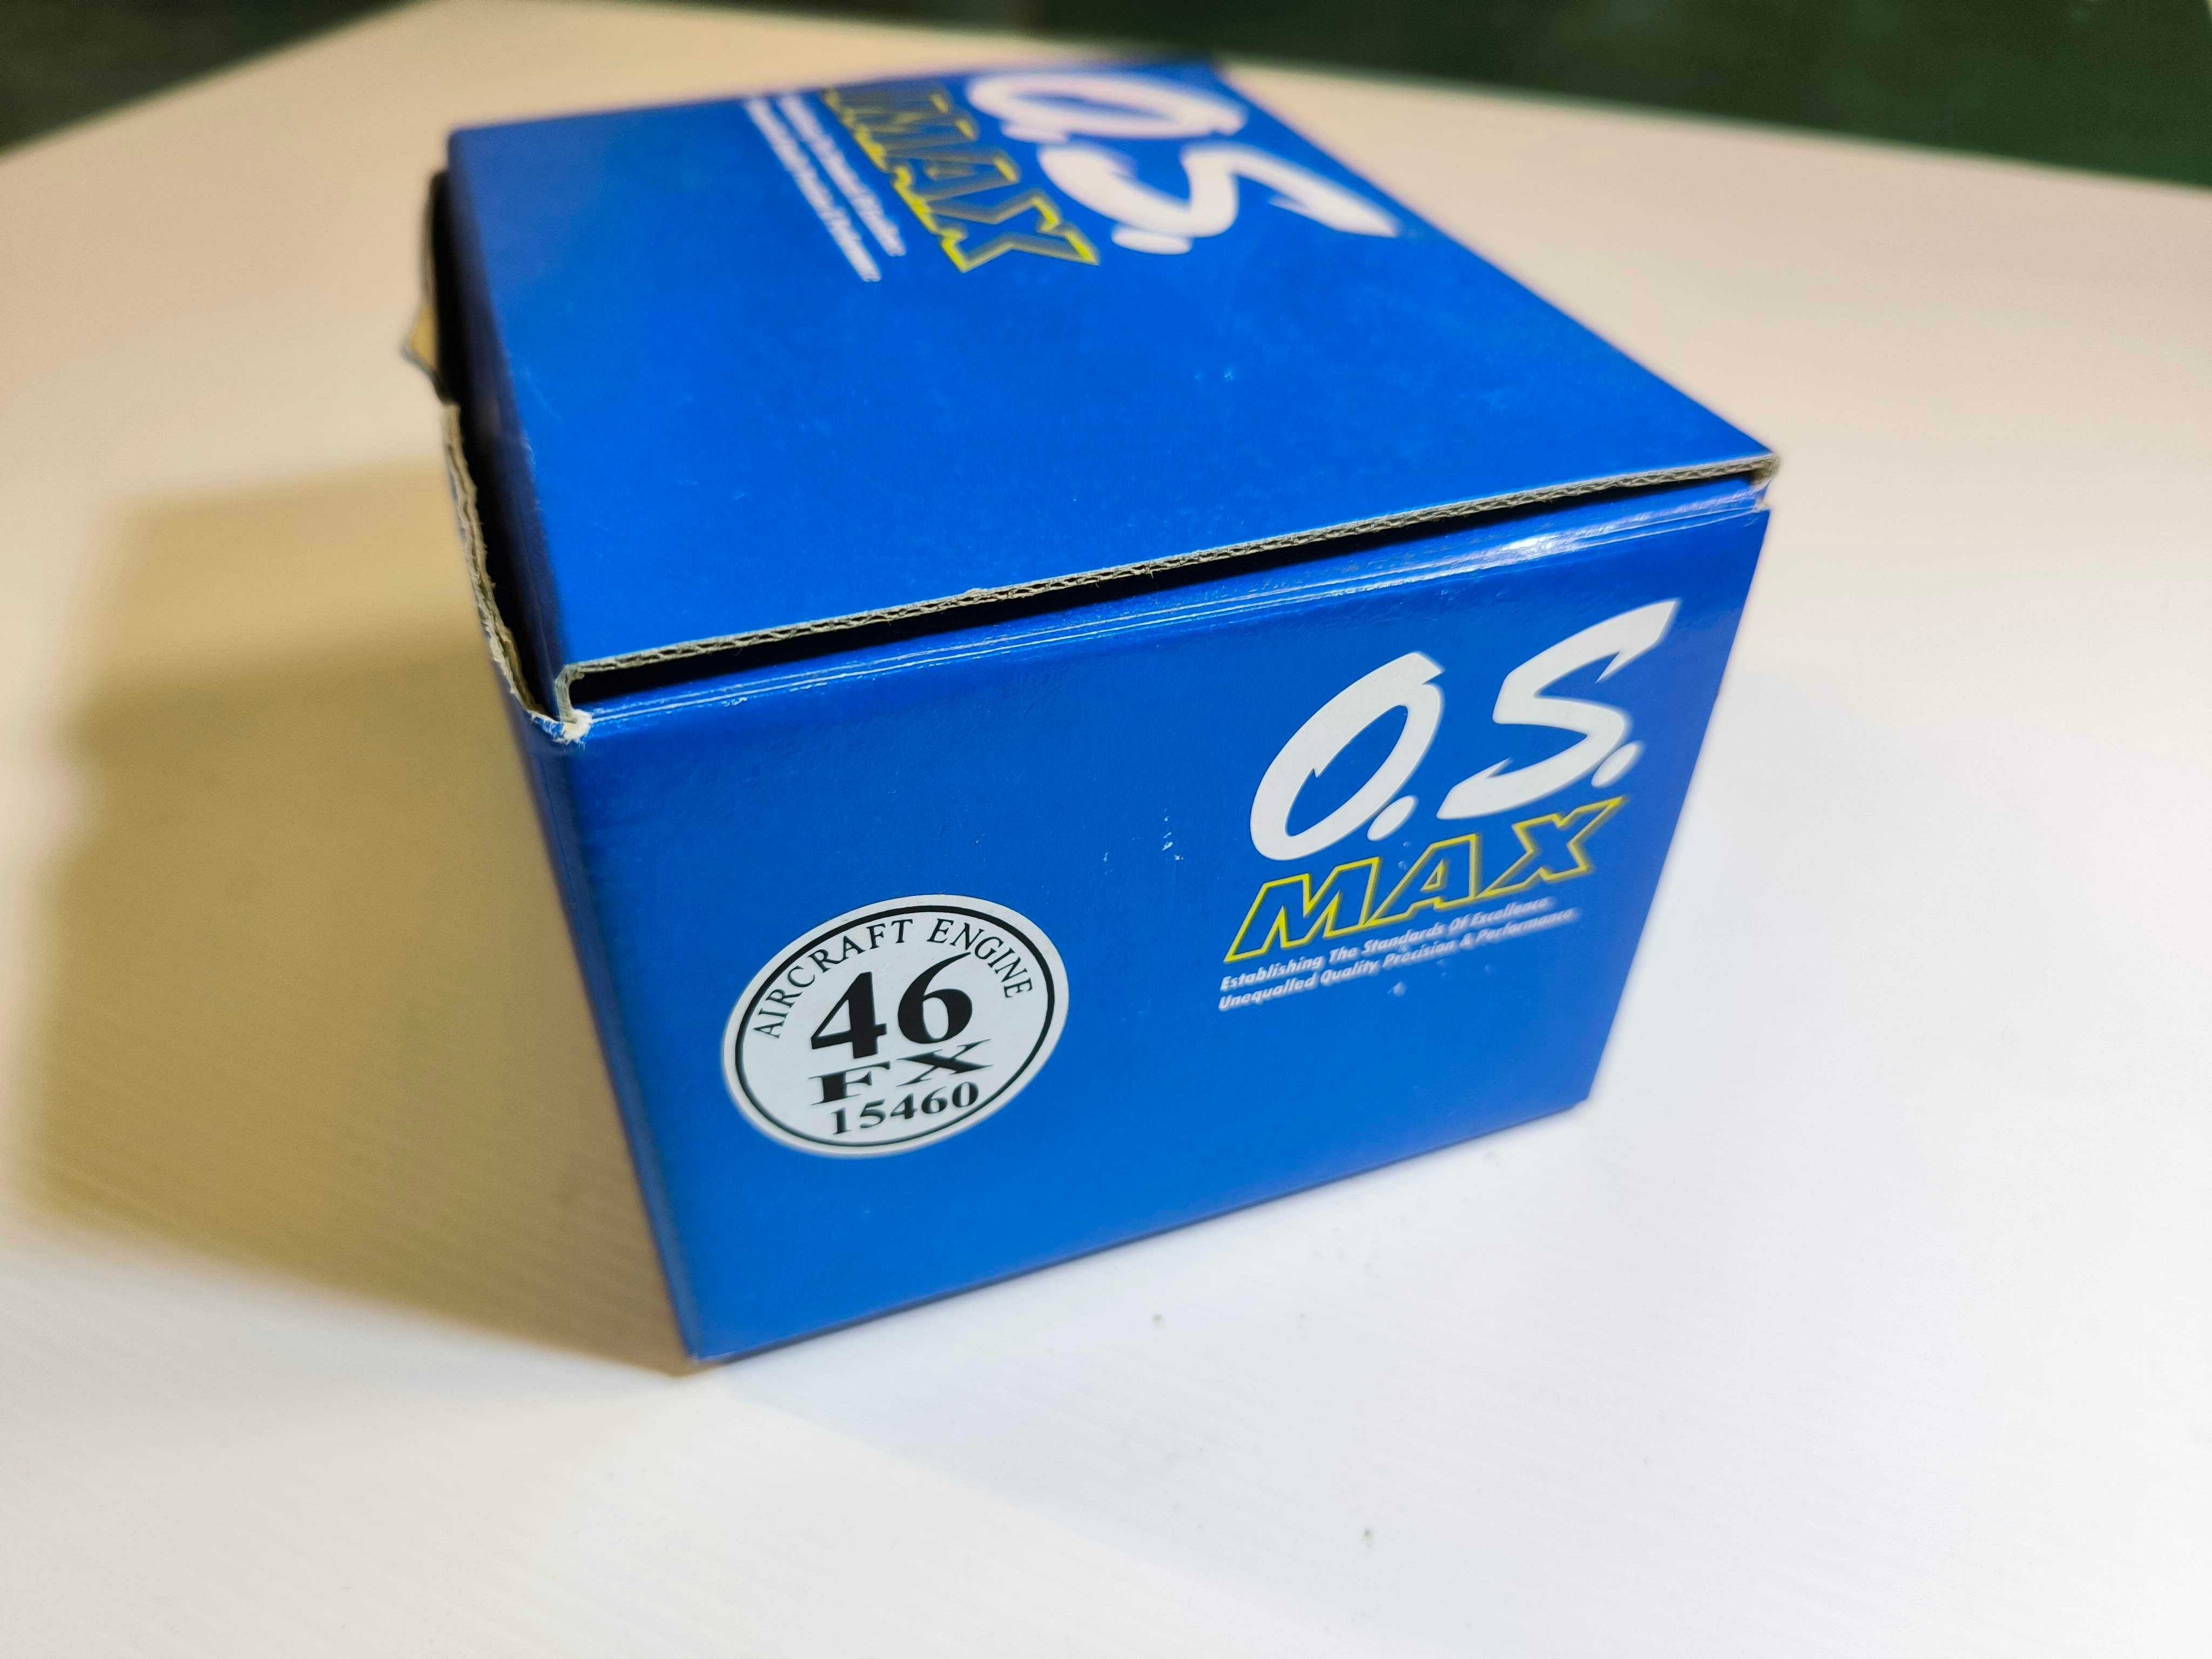 O.S.
MAX
O.S.
MAX
Establishing The Standards Of Excellence
Unequalled Quality, Precision & Performance
AIRCRAFT ENGINE
46
FX
15460